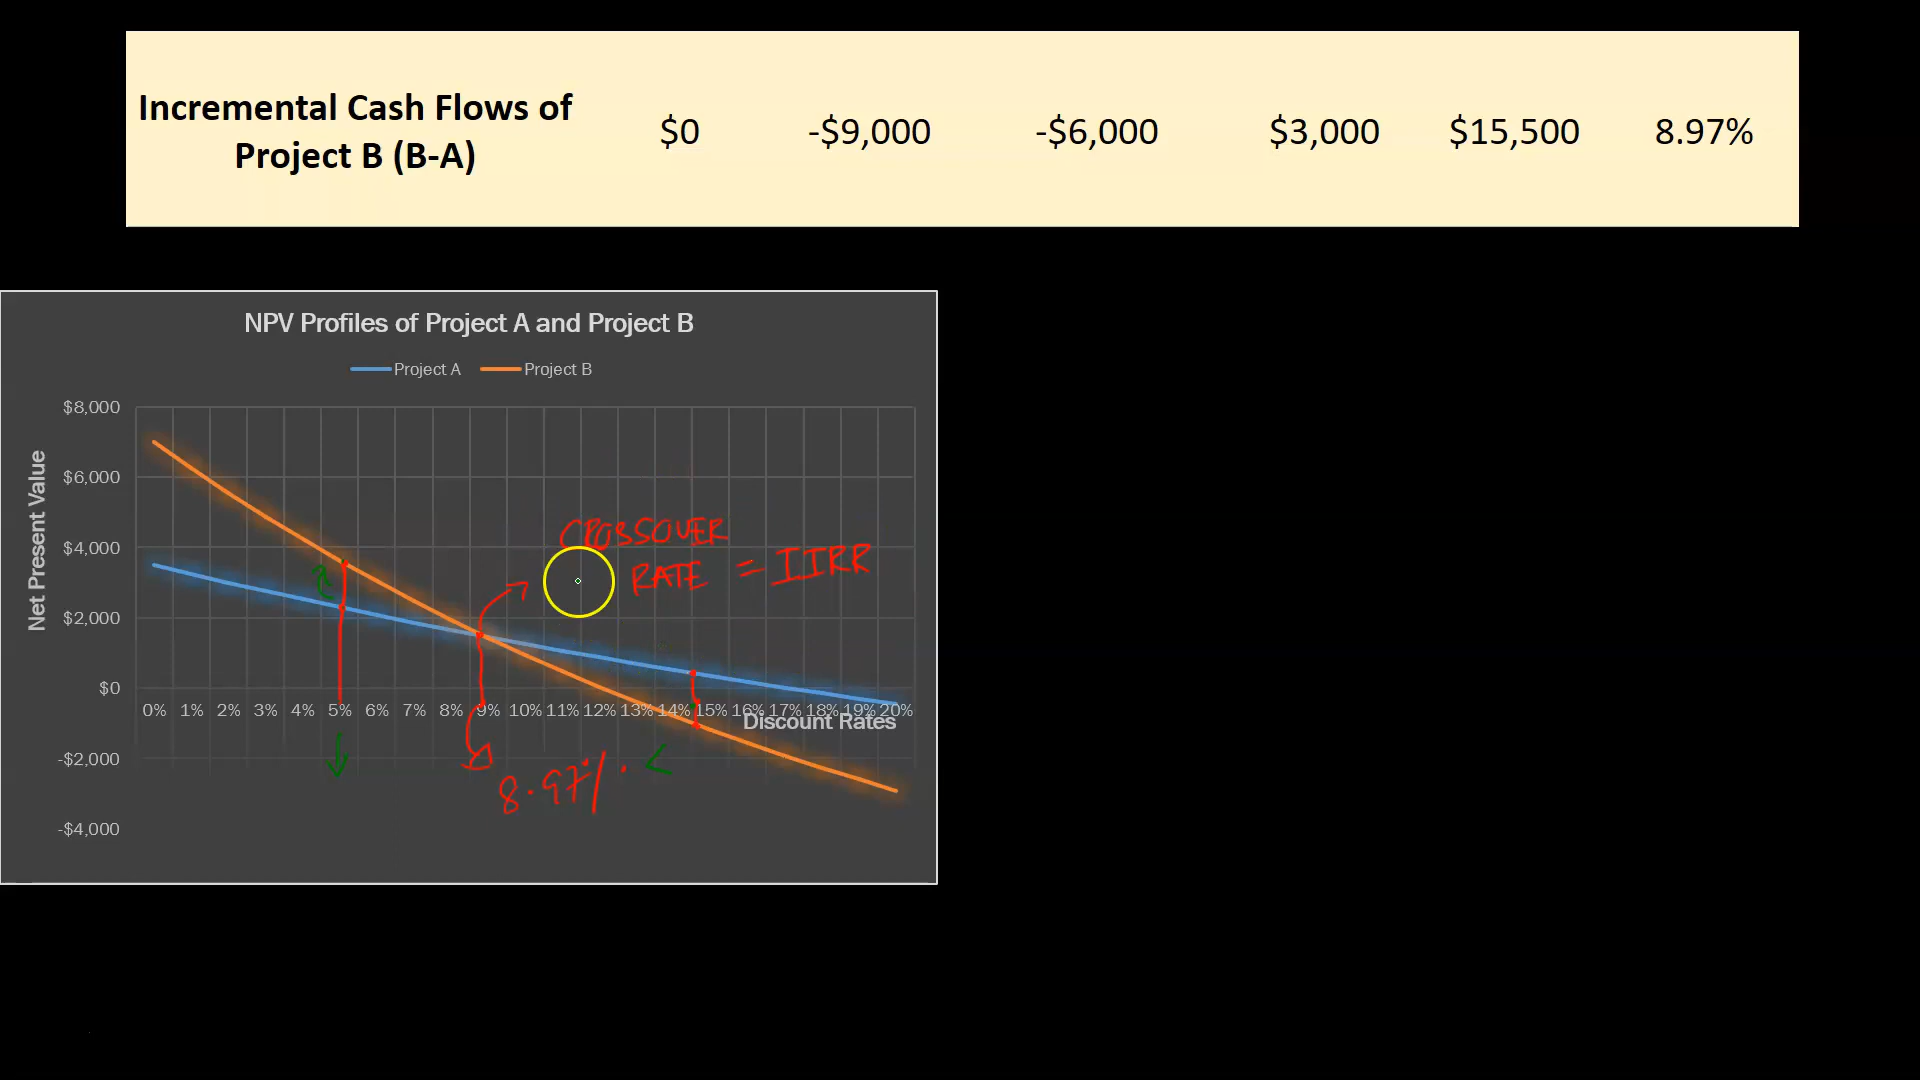 Incremental Cash Flows of
Project B (B-A)
$0 -$9,000 -$6,000 $3,000 $15,500 8.97%
NPV Profiles of Project A and Project B
Project A Project B
Net Present Value
$8,000
$6,000
$4,000
$2,000
$0
-$2,000
-$4,000
CROSSOVER
RATE = IIRR
0% 1% 2% 3% 4% 5% 6% 7% 8% 9% 10% 11% 12% 13% 14% 15% 16% 17% 18% 19% 20%
Discount Rates
8.97%. <